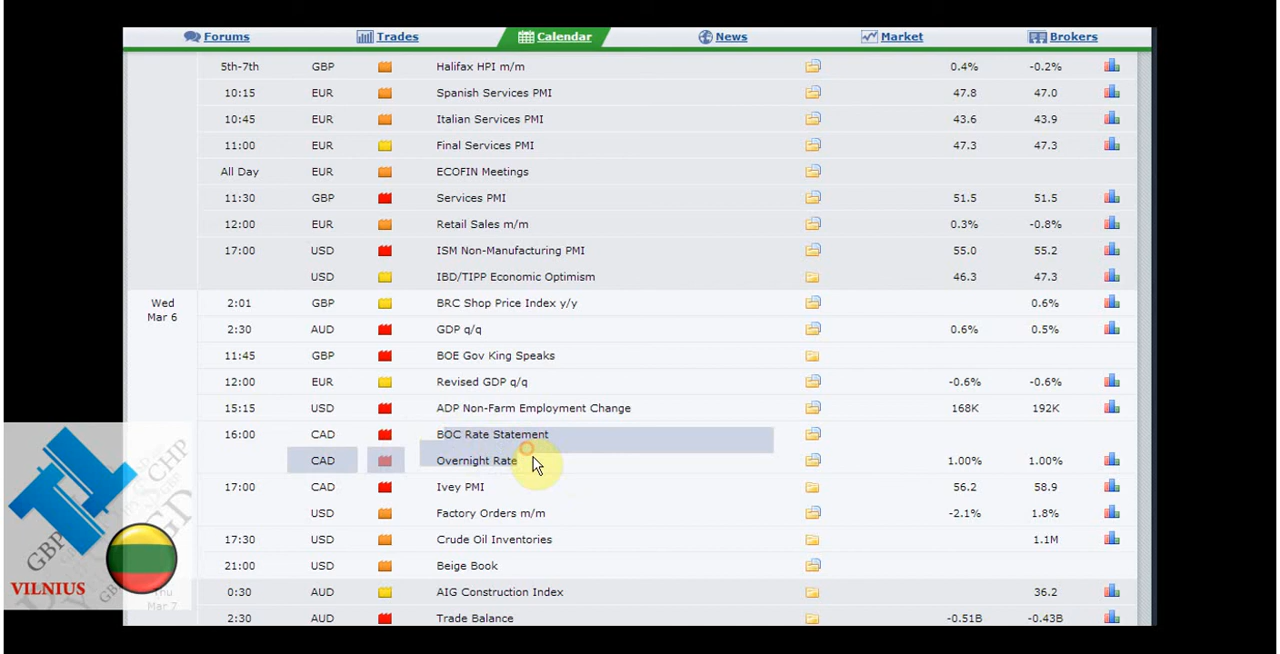 Forums Trades Calendar News Market Brokers
5th-7th GBP Halifax HPI m/m 0.4% -0.2%
10:15 EUR Spanish Services PMI 47.8 47.0
10:45 EUR Italian Services PMI 43.6 43.9
11:00 EUR Final Services PMI 47.3 47.3
All Day EUR ECOFIN Meetings
11:30 GBP Services PMI 51.5 51.5
12:00 EUR Retail Sales m/m 0.3% -0.8%
17:00 USD ISM Non-Manufacturing PMI 55.0 55.2
USD IBD/TIPP Economic Optimism 46.3 47.3
Wed 2:01 GBP BRC Shop Price Index y/y 0.6%
Mar 6
2:30 AUD GDP q/q 0.6% 0.5%
11:45 GBP BOE Gov King Speaks
12:00 EUR Revised GDP q/q -0.6% -0.6%
15:15 USD ADP Non-Farm Employment Change 168K 192K
16:00 CAD BOC Rate Statement
CAD Overnight Rate 1.00% 1.00%
17:00 CAD Ivey PMI 56.2 58.9
USD Factory Orders m/m -2.1% 1.8%
17:30 USD Crude Oil Inventories 1.1M
21:00 USD Beige Book
Thu 0:30 AUD AIG Construction Index 36.2
Mar 7
2:30 AUD Trade Balance -0.51B -0.43B
GBP
CHP
VILNIUS